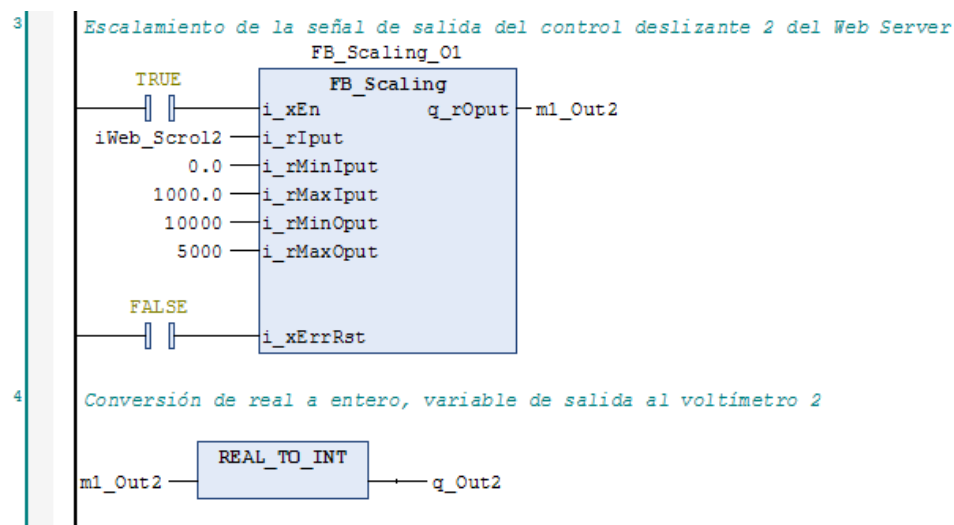 3
Escalamiento de la señal de salida del control deslizante 2 del Web Server
FB_Scaling_01
TRUE
FB_Scaling
i_xEn q_rOput m1_Out2
iWeb_Scrol2 i_rIput
0.0 i_rMinIput
1000.0 i_rMaxIput
10000 i_rMinOput
5000 i_rMaxOput
FALSE
i_xErrRst
4
Conversión de real a entero, variable de salida al voltímetro 2
REAL_TO_INT
m1_Out2 q_Out2